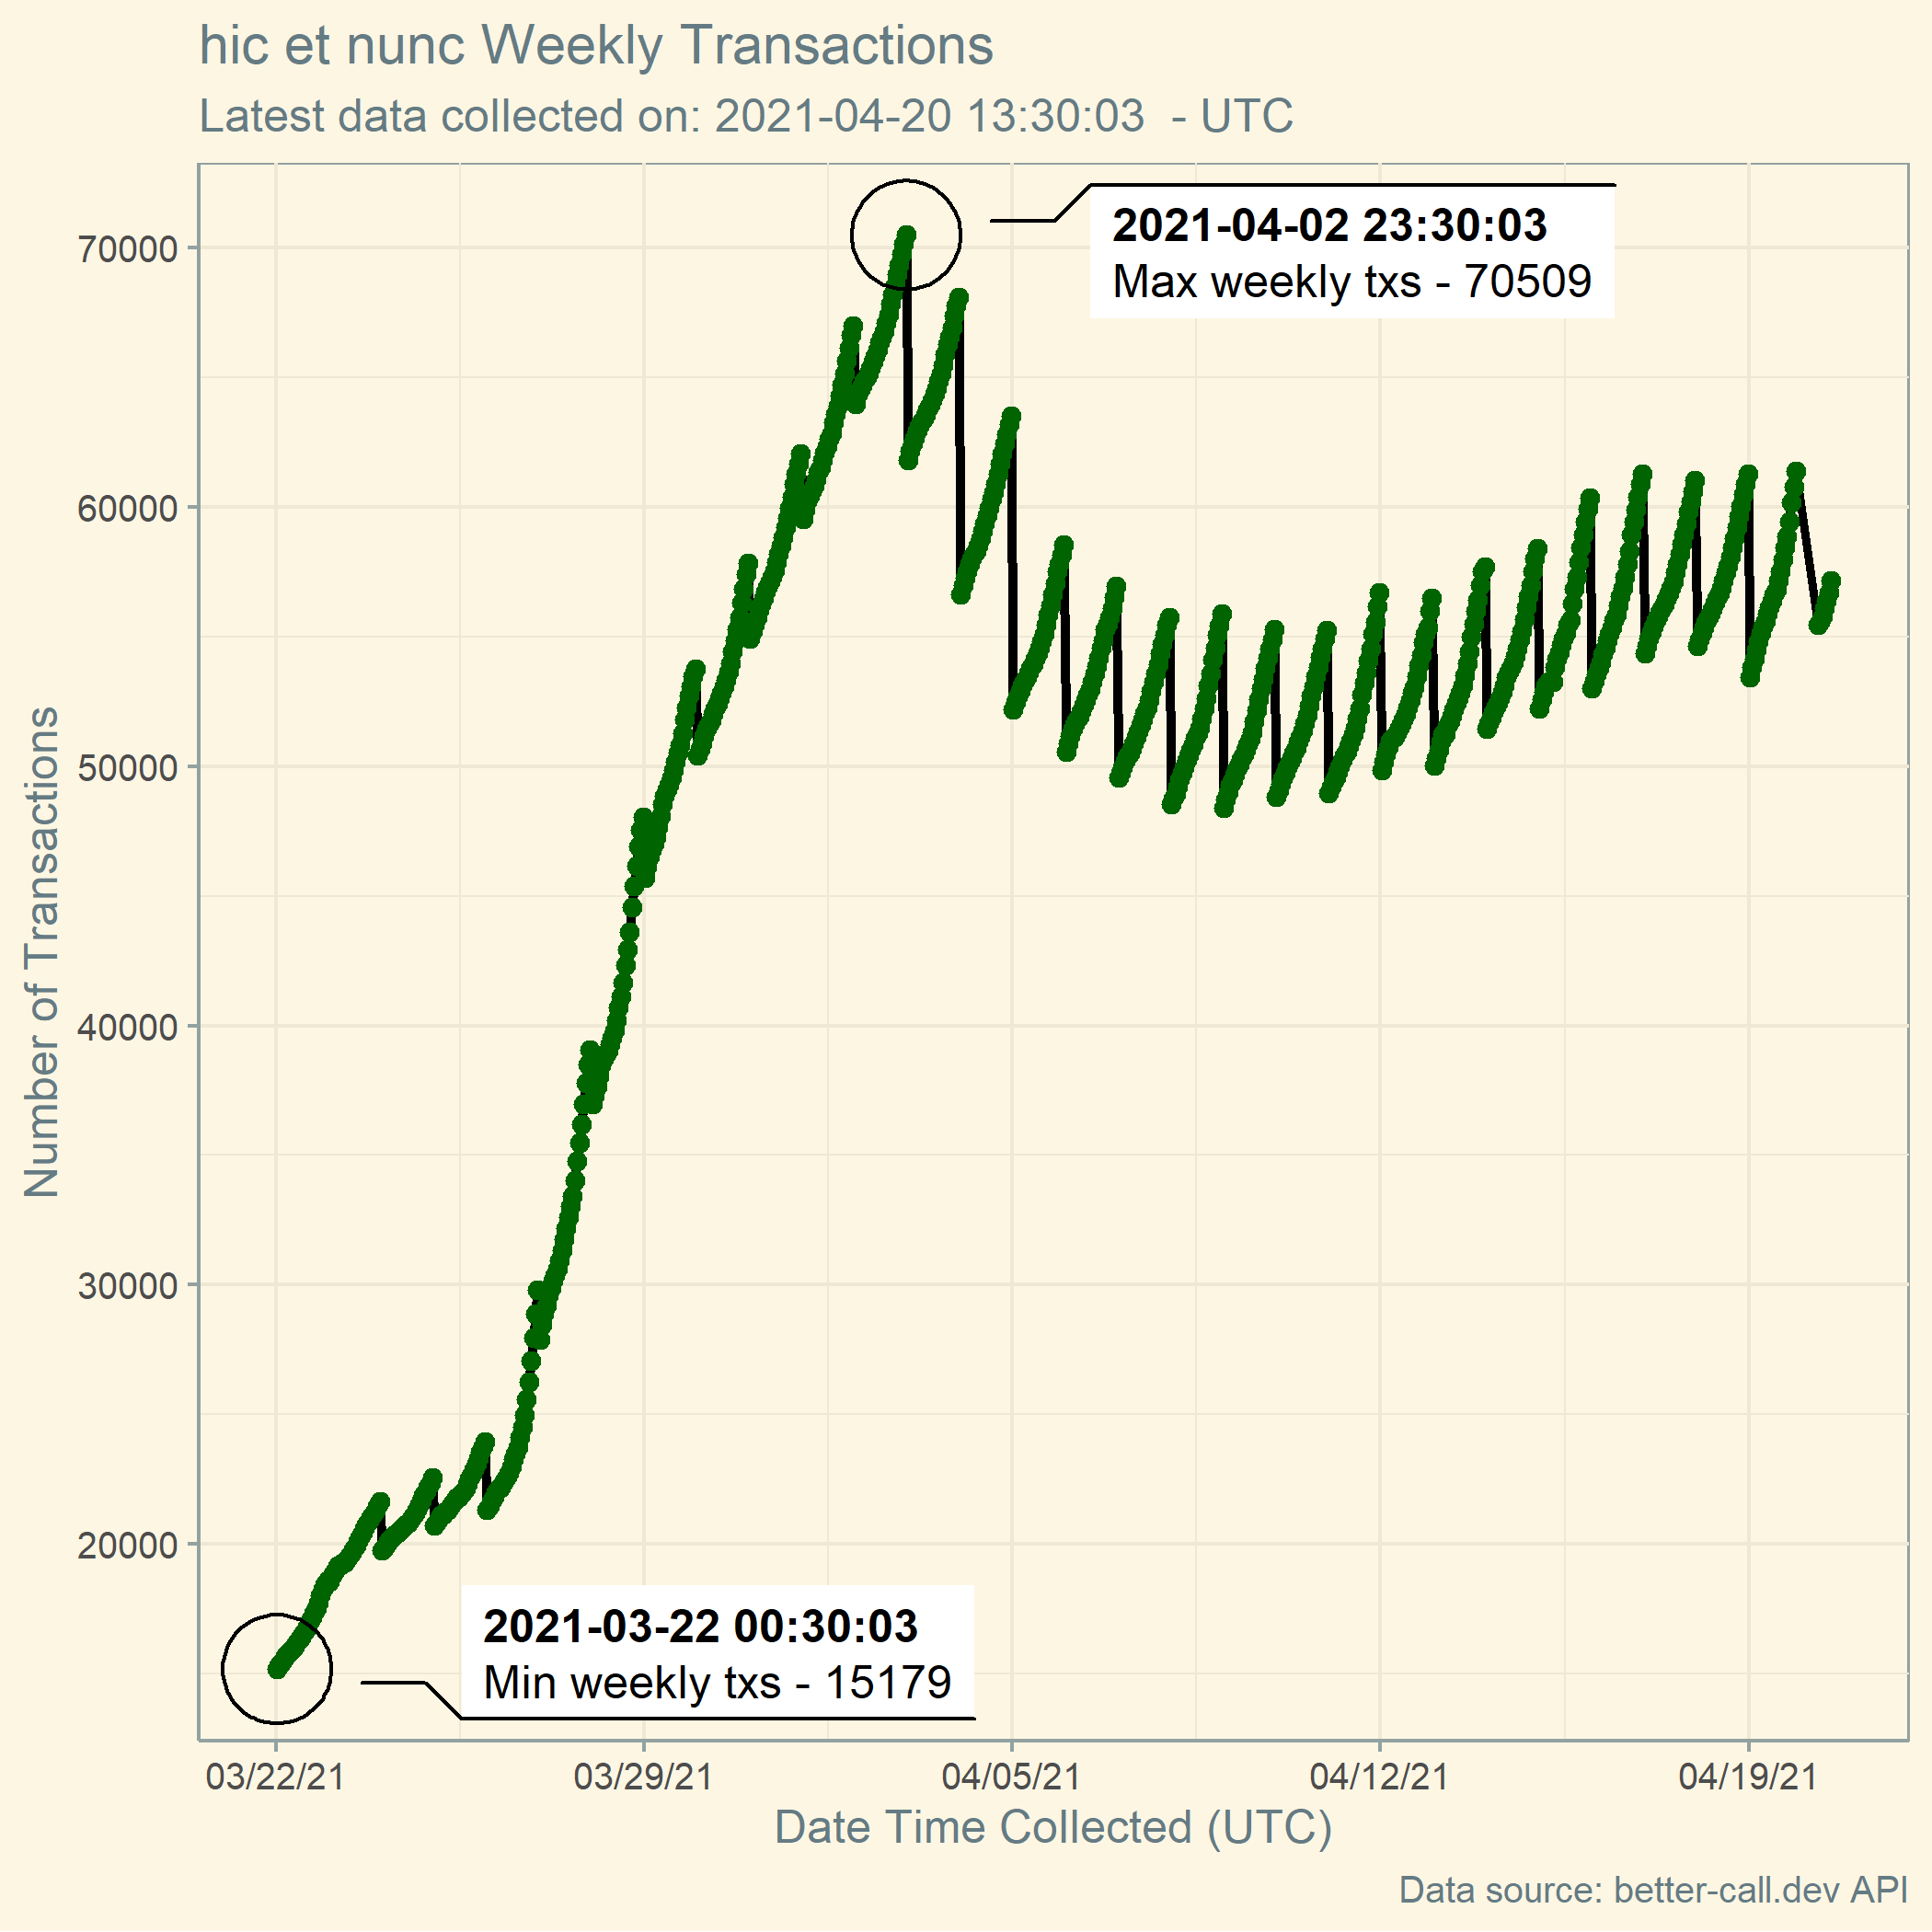 hic et nunc Weekly Transactions
Latest data collected on: 2021-04-20 13:30:03  - UTC
2021-04-02 23:30:03
Max weekly txs - 70509
70000
60000
50000
40000
30000
20000
Number of Transactions
2021-03-22 00:30:03
Min weekly txs - 15179
03/22/21 03/29/21 04/05/21 04/12/21 04/19/21
Date Time Collected (UTC)
Data source: better-call.dev API